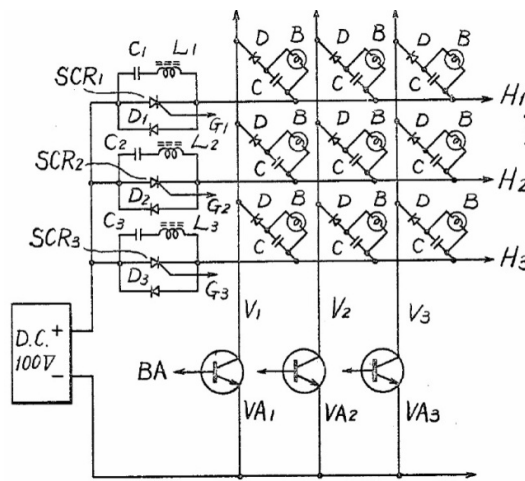 D B D B D B
C₁ L₁
SCR₁
C C C H₁
D₁ G₁
C₂ L₂ D B D B D B
SCR₂
C C C H₂
D₂ G₂
C₃ L₃ D B D B D B
SCR₃
C C C H₃
D₃ G₃
V₁ V₂ V₃
D.C. +
100V
−
BA
VA₁ VA₂ VA₃